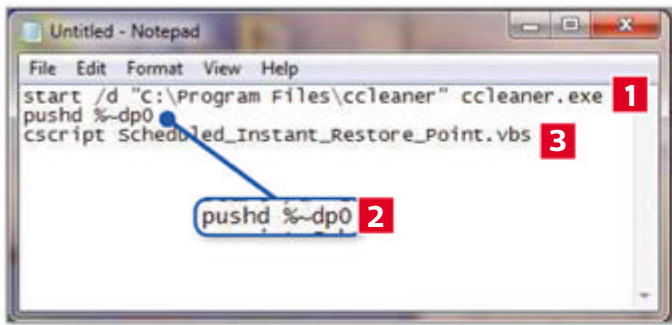 Untitled - Notepad
File Edit Format View Help
start /d "C:\Program Files\ccleaner" ccleaner.exe 1
pushd %~dp0
cscript Scheduled_Instant_Restore_Point.vbs 3
pushd %~dp0 2